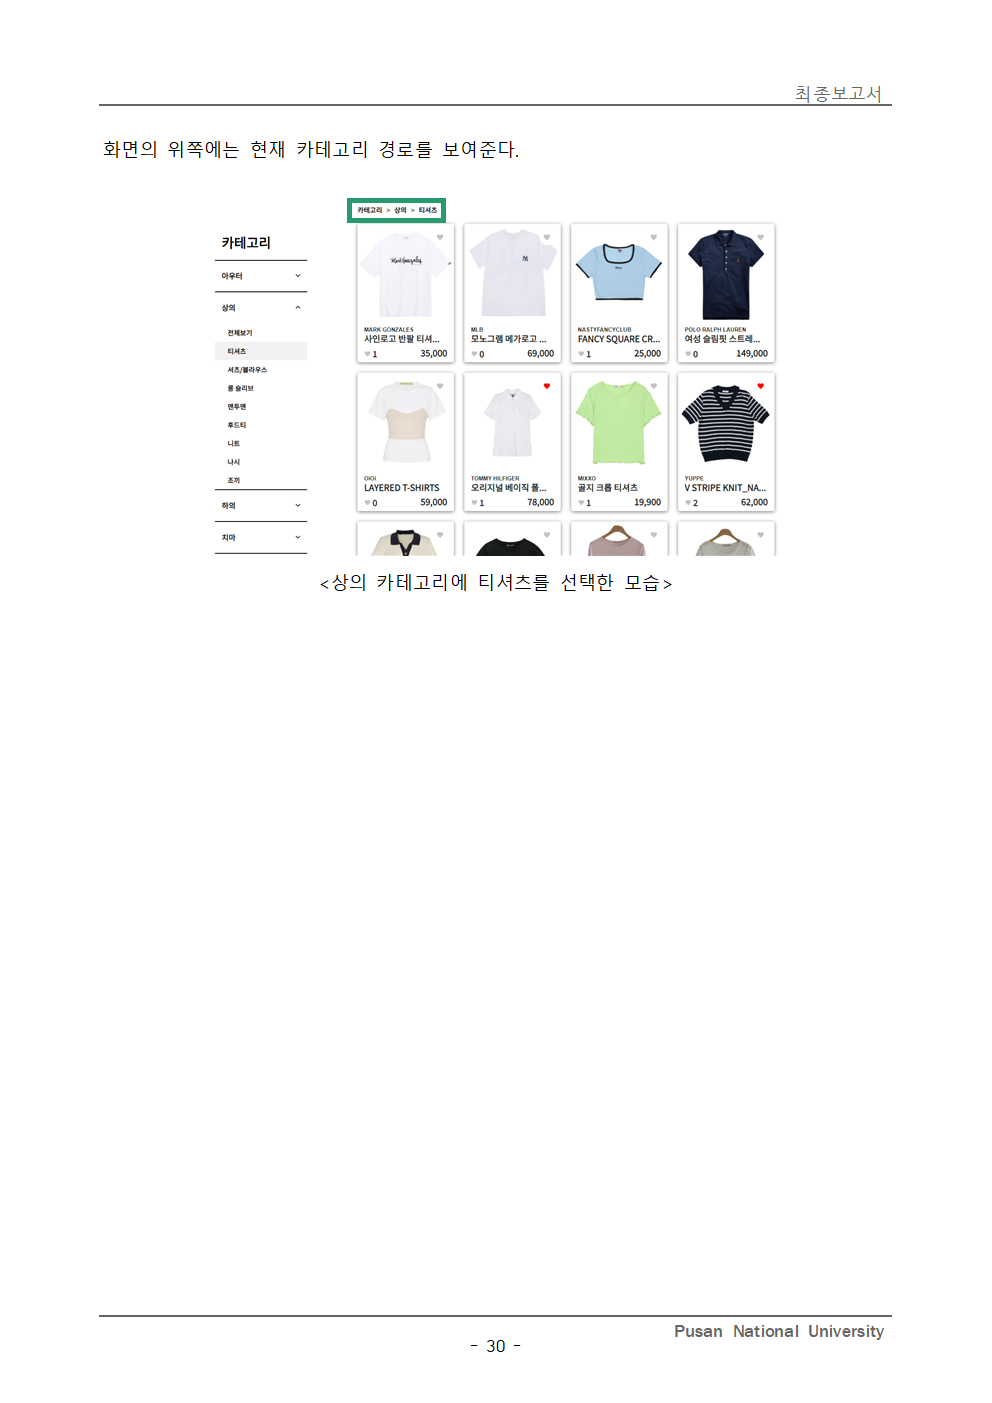 최종보고서
화면의 위쪽에는 현재 카테고리 경로를 보여준다.
카테고리 > 상의 > 티셔츠
카테고리
아우터
상의
전체보기
티셔츠
셔츠/블라우스
롱 슬리브
맨투맨
후드티
니트
나시
조끼
하의
치마
MARK GONZALES
사인로고 반팔 티셔...
1 35,000
MLB
모노그램 메가로고 ...
0 69,000
NASTYFANCYCLUB
FANCY SQUARE CR...
1 25,000
POLO RALPH LAUREN
여성 슬림핏 스트레...
0 149,000
OiOi
LAYERED T-SHIRTS
0 59,000
TOMMY HILFIGER
오리지널 베이직 폴...
1 78,000
MIXXO
골지 크롭 티셔츠
1 19,900
YUPPE
V STRIPE KNIT_NA...
2 62,000
<상의 카테고리에 티셔츠를 선택한 모습>
Pusan National University
- 30 -